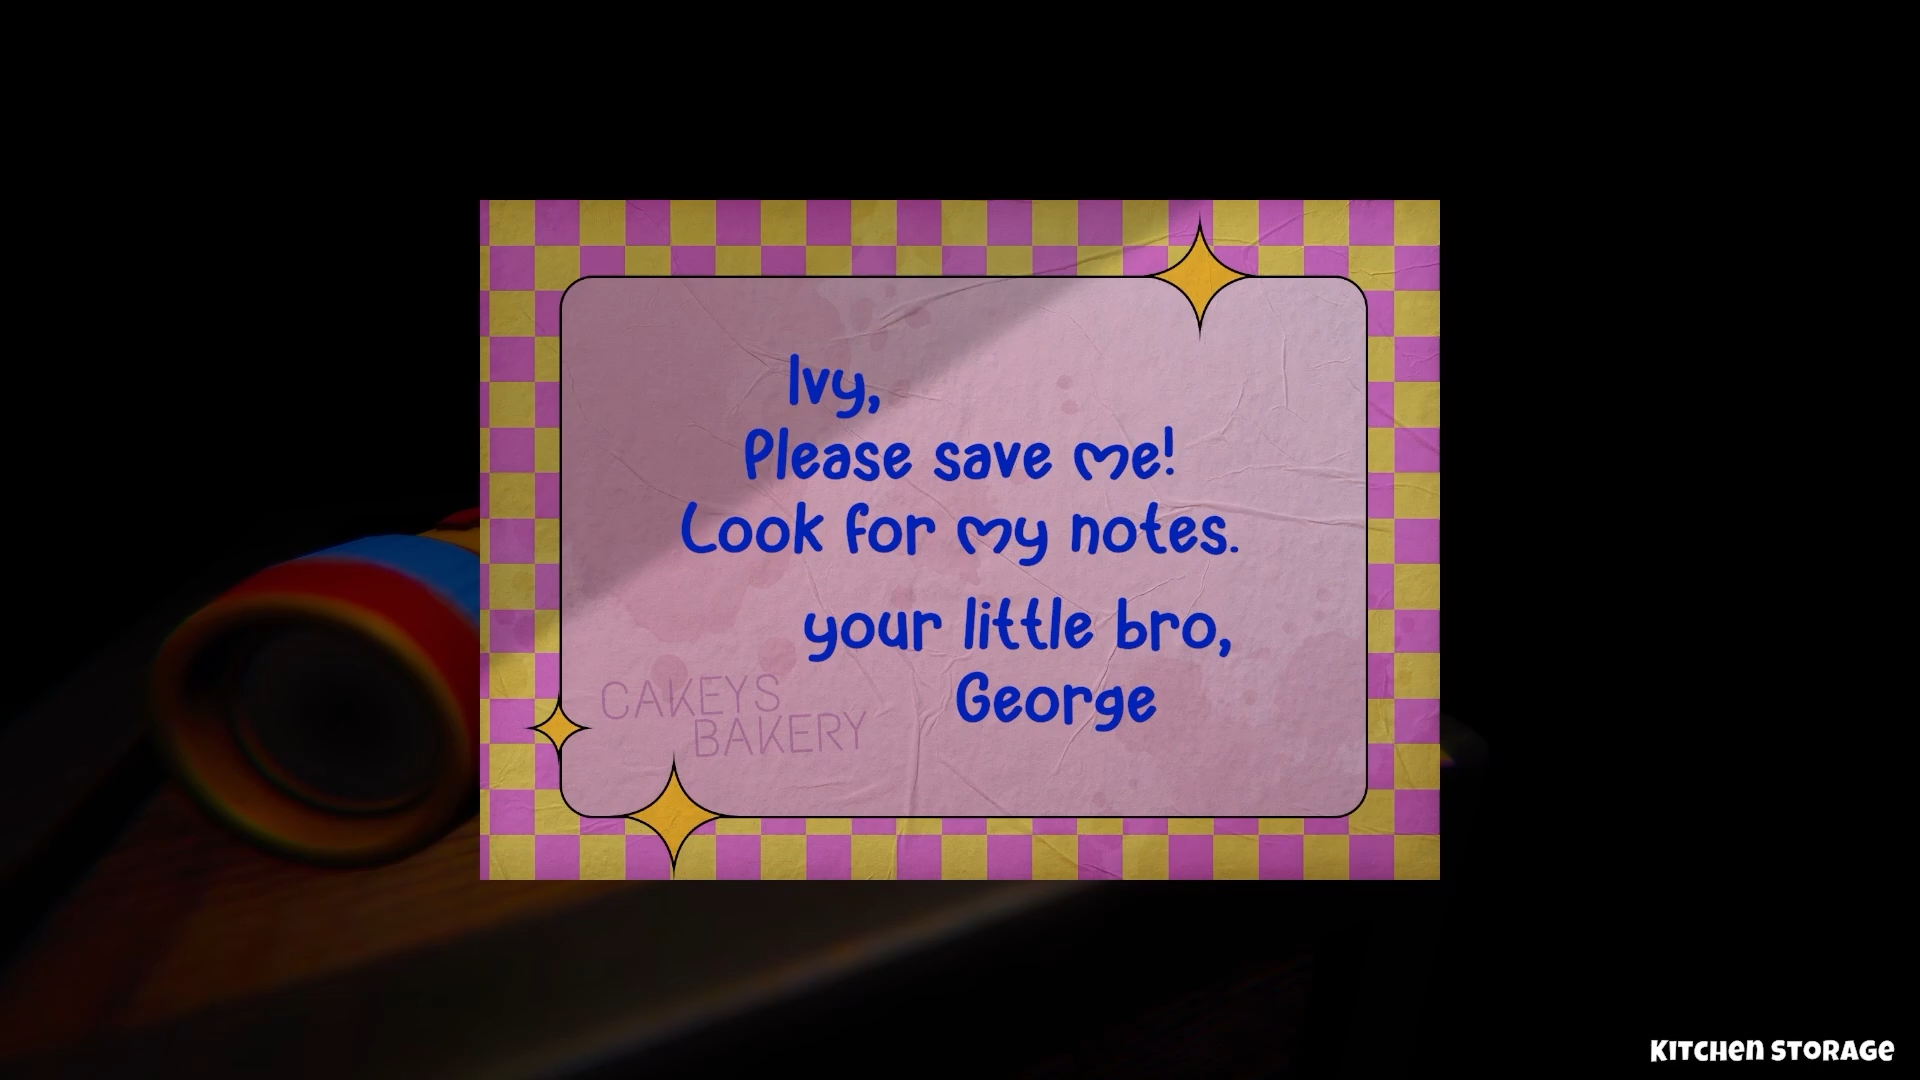 Ivy,
Please save me!
Look for my notes.
your little bro,
George
CAKEYS
BAKERY
KITCHEN STORAGE